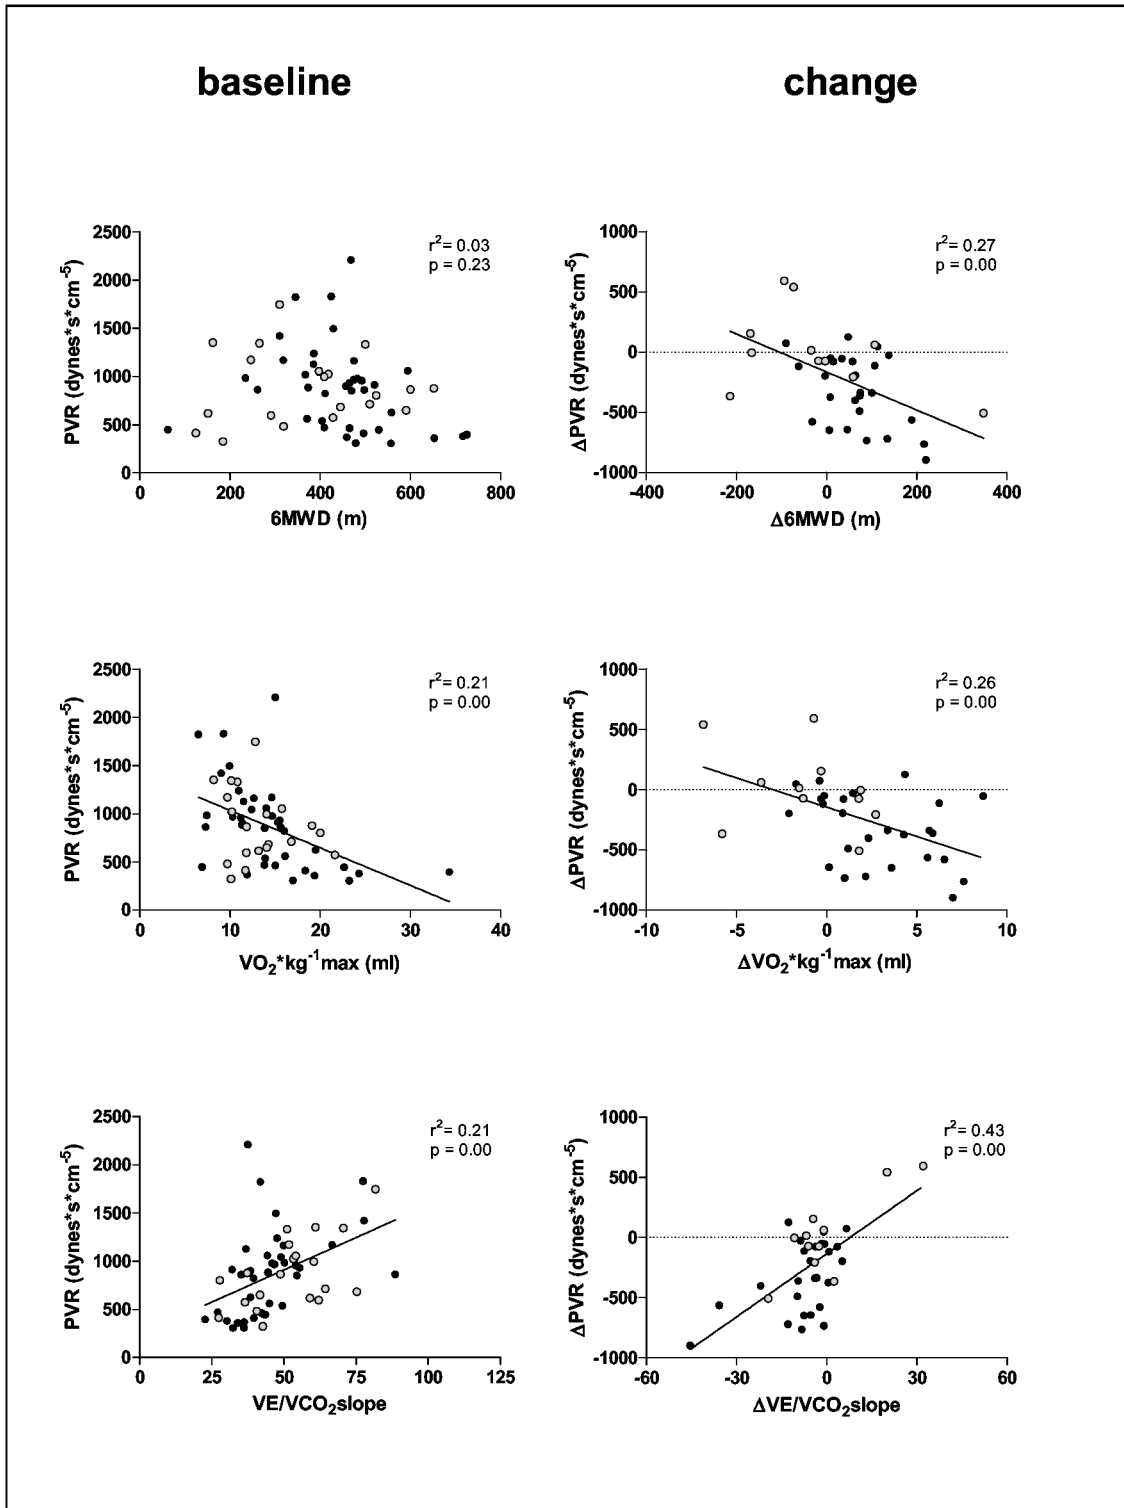 baseline change
2500
2000
1500
1000
500
0
PVR (dynes*s*cm⁻⁵)
r²= 0.03
p = 0.23
0 200 400 600 800
6MWD (m)
1000
500
0
-500
-1000
ΔPVR (dynes*s*cm⁻⁵)
r²= 0.27
p = 0.00
-400 -200 0 200 400
Δ6MWD (m)
2500
2000
1500
1000
500
0
PVR (dynes*s*cm⁻⁵)
r²= 0.21
p = 0.00
0 10 20 30 40
VO₂*kg⁻¹max (ml)
1000
500
0
-500
-1000
ΔPVR (dynes*s*cm⁻⁵)
r²= 0.26
p = 0.00
-10 -5 0 5 10
ΔVO₂*kg⁻¹max (ml)
2500
2000
1500
1000
500
0
PVR (dynes*s*cm⁻⁵)
r²= 0.21
p = 0.00
0 25 50 75 100 125
VE/VCO₂slope
1000
500
0
-500
-1000
ΔPVR (dynes*s*cm⁻⁵)
r²= 0.43
p = 0.00
-60 -30 0 30 60
ΔVE/VCO₂slope